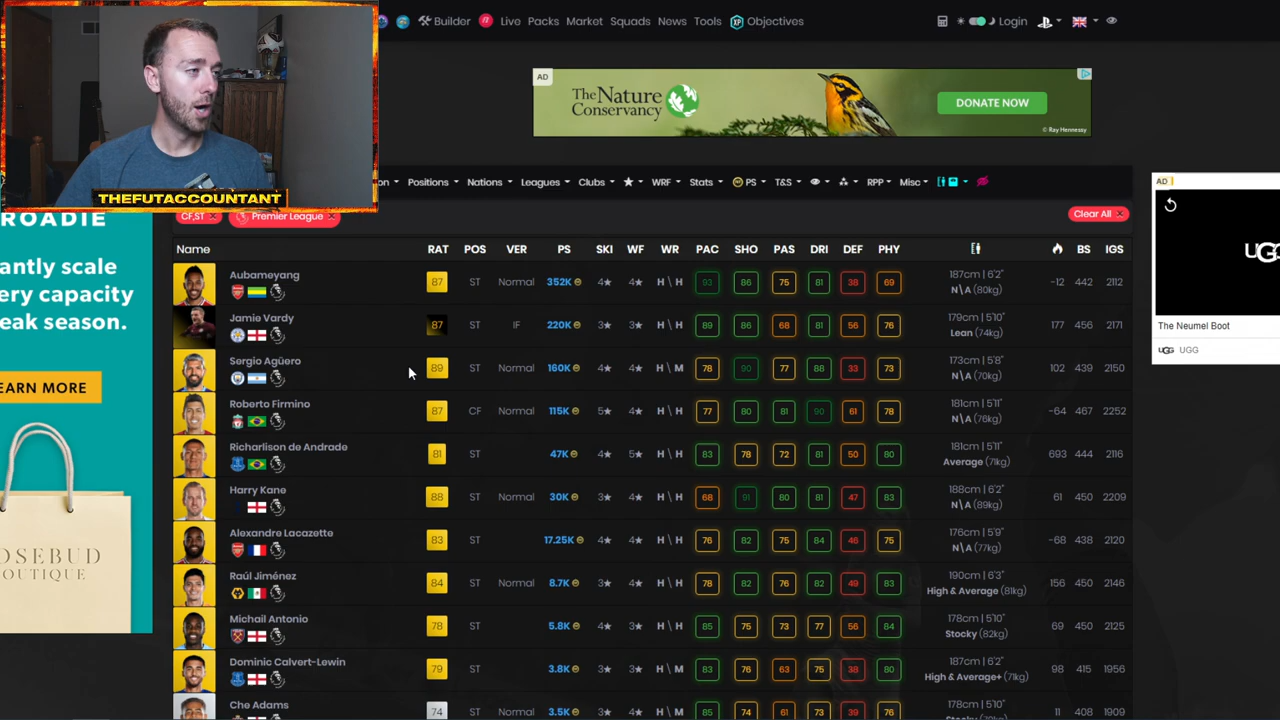 Builder Live Packs Market Squads News Tools Objectives Login
AD
The Nature Conservancy
DONATE NOW
© Ray Hennessy
THEFUTACCOUNTANT
on Positions Nations Leagues Clubs WRF Stats PS T&S RPP Misc
CF,ST Premier League Clear All
Name RAT POS VER PS SKI WF WR PAC SHO PAS DRI DEF PHY BS IGS
Aubameyang 87 ST Normal 352K 4★ 4★ H \ H 93 86 75 81 38 69 187cm | 6'2" N\A (80kg) -12 442 2112
Jamie Vardy 87 ST IF 220K 3★ 3★ H \ H 89 86 68 81 56 76 179cm | 5'10 Lean (74kg) 177 456 2171
Sergio Agüero 89 ST Normal 160K 4★ 4★ H \ M 78 90 77 88 33 73 173cm | 5'8" N\A (70kg) 102 439 2150
Roberto Firmino 87 CF Normal 115K 5★ 4★ H \ H 77 80 81 90 61 78 181cm | 5'11 N\A (76kg) -64 467 2252
Richarlison de Andrade 81 ST 47K 4★ 5★ H \ H 83 78 72 81 50 80 181cm | 5'11" Average (71kg) 693 444 2116
Harry Kane 88 ST Normal 30K 3★ 4★ H \ H 68 91 80 81 47 83 188cm | 6'2" N\A (89kg) 61 450 2209
Alexandre Lacazette 83 ST Normal 17.25K 4★ 4★ H \ H 76 82 75 84 46 75 176cm | 5'9" N\A (77kg) -68 438 2120
Raúl Jiménez 84 ST Normal 8.7K 3★ 4★ H \ H 78 82 76 82 49 83 190cm | 6'3" High & Average (81kg) 156 450 2146
Michail Antonio 78 ST 5.8K 4★ 3★ H \ H 85 75 73 77 56 84 178cm | 5'10 Stocky (82kg) 69 450 2125
Dominic Calvert-Lewin 79 ST 3.8K 3★ 3★ H \ M 83 76 63 75 38 80 187cm | 6'2" High & Average+ (71kg) 98 415 1956
Che Adams 74 ST Normal 3.5K 3★ 4★ H \ H 85 74 61 73 39 76 178cm | 5'10 11 408 1909
ROADIE
antly scale
ery capacity
eak season.
EARN MORE
OSEBUD
OUTIQUE
AD
UGG
The Neumel Boot
UGG UGG